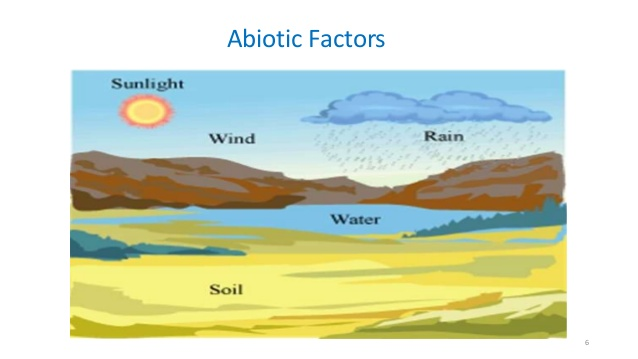 Abiotic Factors
Sunlight
Wind
Rain
Water
Soil
6